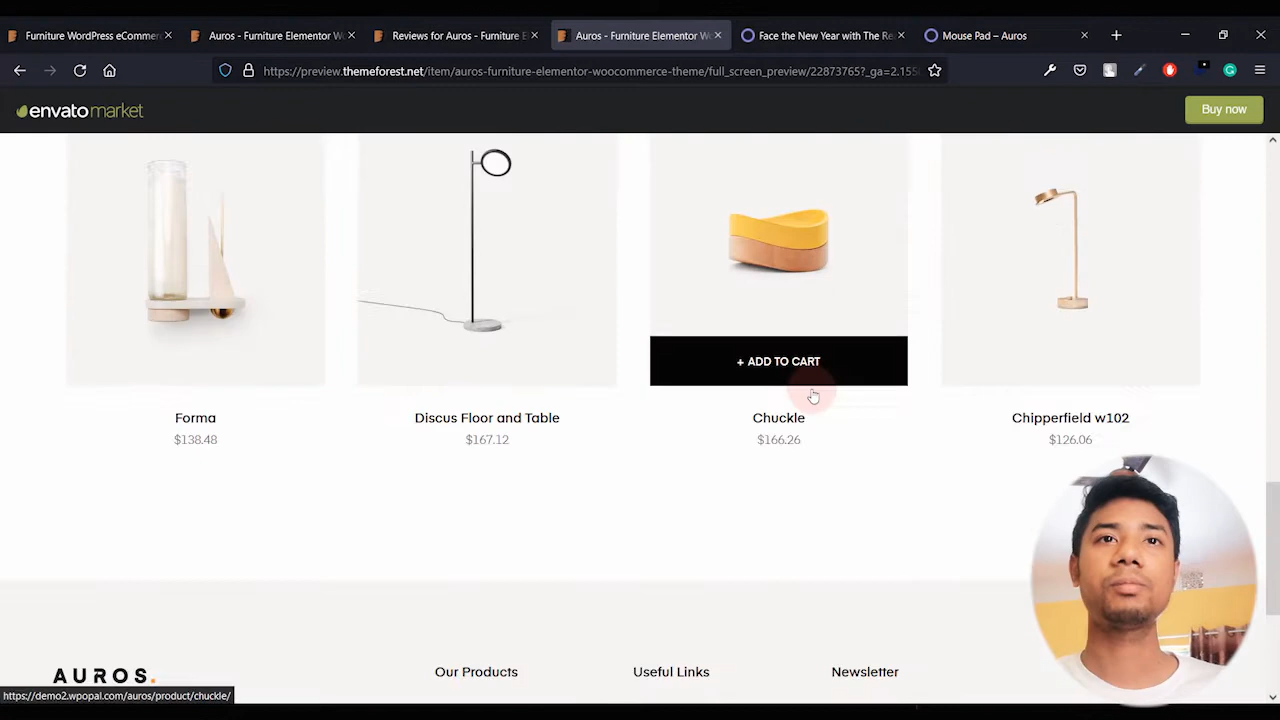 Furniture WordPress eCommerc
Auros - Furniture Elementor W
Reviews for Auros - Furniture E
Auros - Furniture Elementor Wo
Face the New Year with The Re
Mouse Pad – Auros
https://preview.themeforest.net/item/auros-furniture-elementor-woocommerce-theme/full_screen_preview/22873765?_ga=2.155
envatomarket
Buy now
+ ADD TO CART
Forma
Discus Floor and Table
Chuckle
Chipperfield w102
$138.48
$167.12
$166.26
$126.06
AUROS.
Our Products
Useful Links
Newsletter
https://demo2.wpopal.com/auros/product/chuckle/